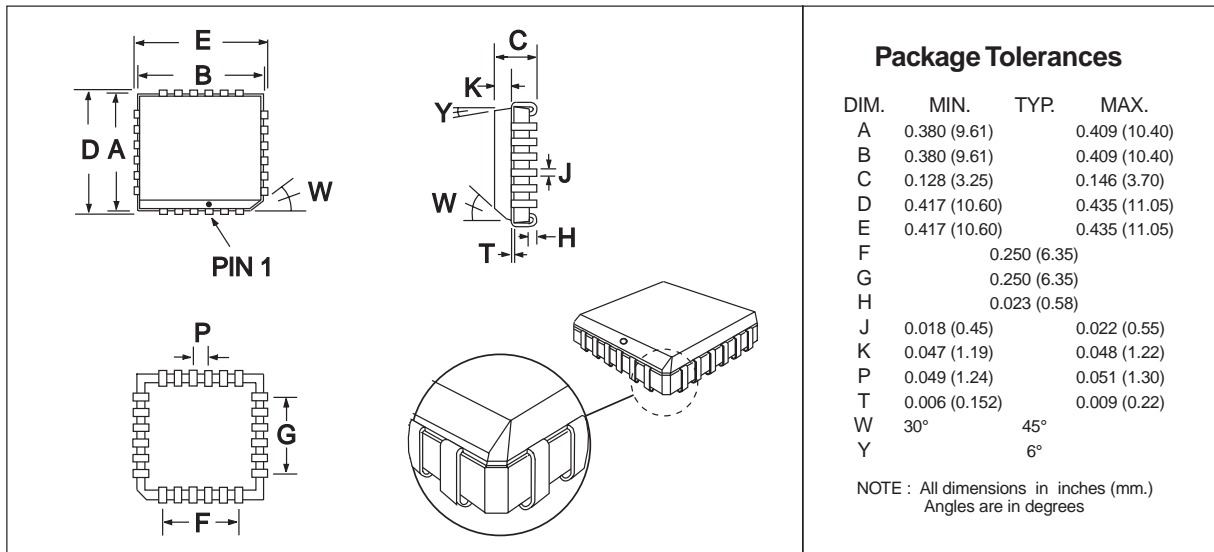 E
B
D A
W
PIN 1
C
K
Y
J
W
H
T
P
G
F
Package Tolerances
DIM. MIN. TYP. MAX.
A 0.380 (9.61) 0.409 (10.40)
B 0.380 (9.61) 0.409 (10.40)
C 0.128 (3.25) 0.146 (3.70)
D 0.417 (10.60) 0.435 (11.05)
E 0.417 (10.60) 0.435 (11.05)
F 0.250 (6.35)
G 0.250 (6.35)
H 0.023 (0.58)
J 0.018 (0.45) 0.022 (0.55)
K 0.047 (1.19) 0.048 (1.22)
P 0.049 (1.24) 0.051 (1.30)
T 0.006 (0.152) 0.009 (0.22)
W 30° 45°
Y 6°
NOTE : All dimensions in inches (mm.)
Angles are in degrees